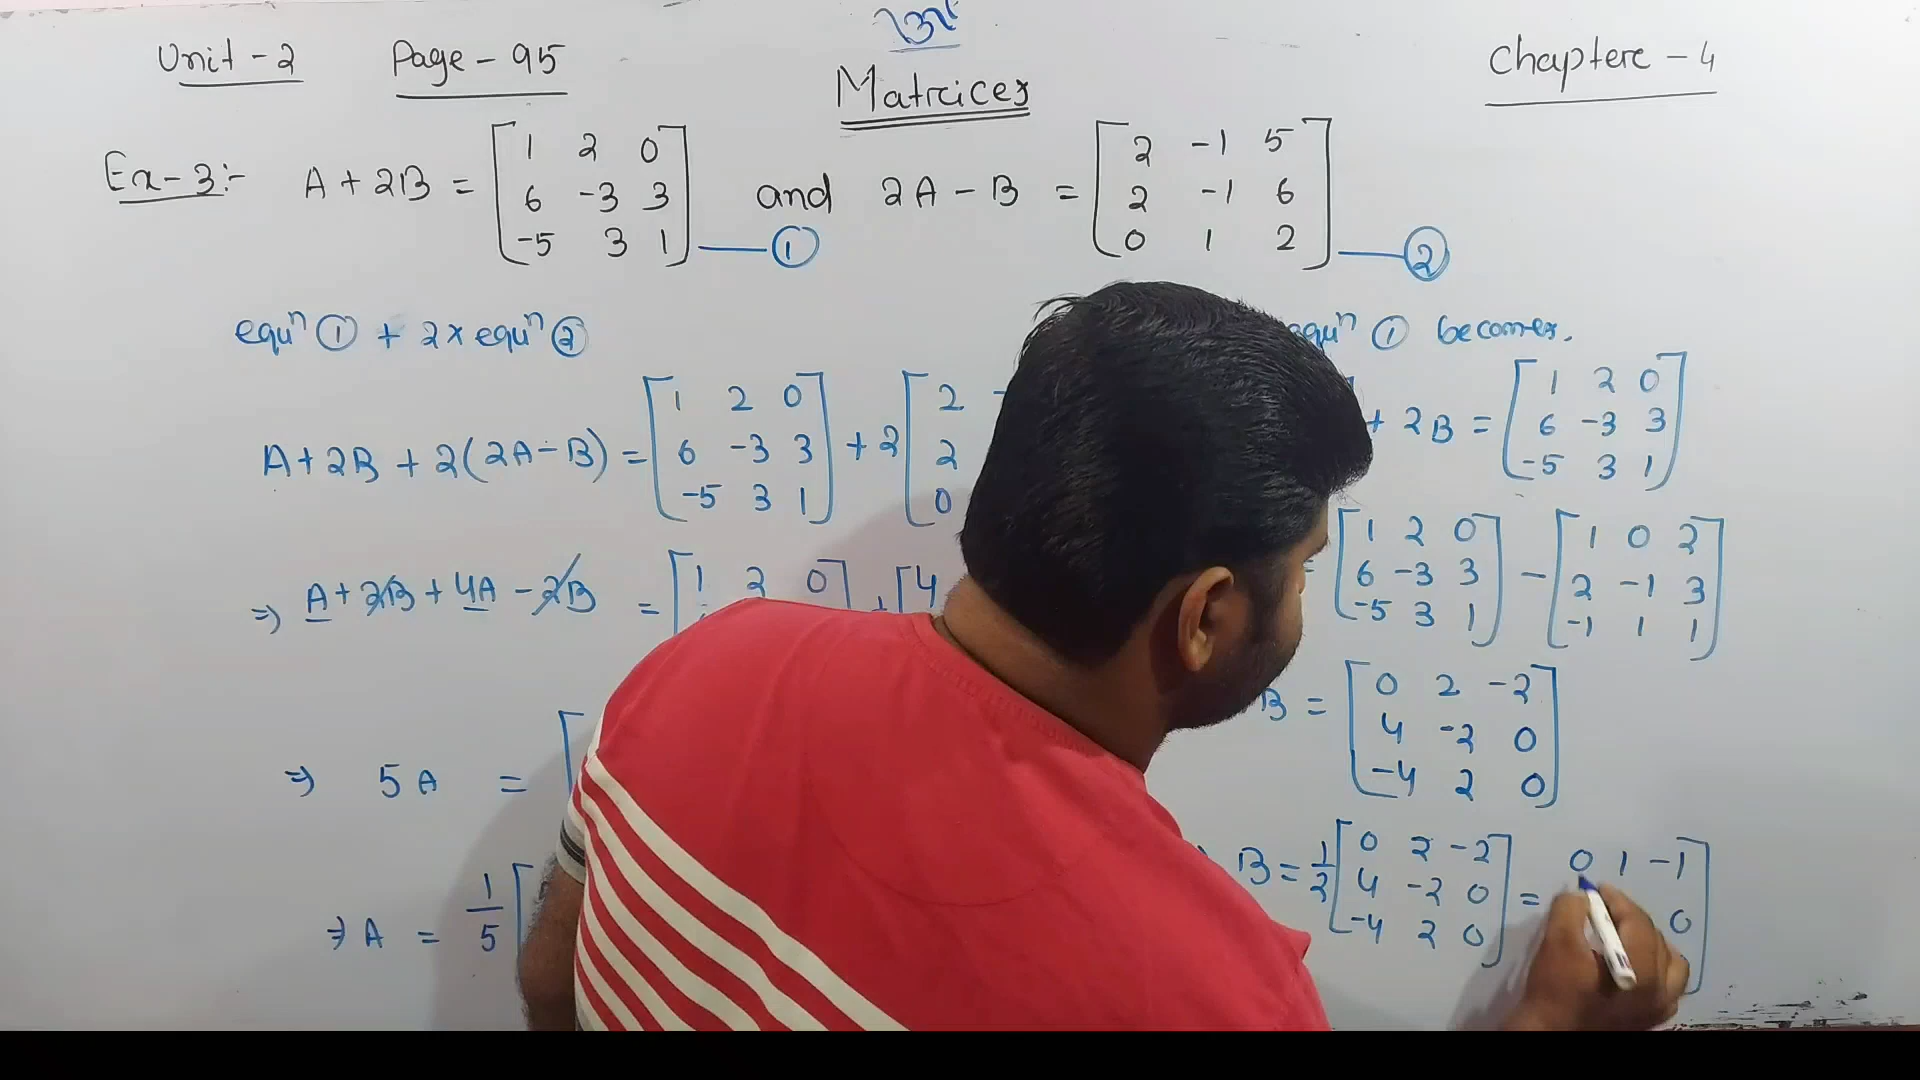 ଓଁ
Unit - 2 Page - 95 Matrices Chapter - 4
Ex-3:- A + 2B = [1 2 0; 6 -3 3; -5 3 1] —① and 2A - B = [2 -1 5; 2 -1 6; 0 1 2] —②
equⁿ ① + 2 x equⁿ ②
A + 2B + 2(2A - B) = [1 2 0; 6 -3 3; -5 3 1] + 2[2 2 0
⇒ A + 2B + 4A - 2B = [1 2 0] + [4
⇒ 5A = [
⇒ A = 1/5 [
equⁿ ① becomes.
+ 2B = [1 2 0; 6 -3 3; -5 3 1]
= [1 2 0; 6 -3 3; -5 3 1] - [1 0 2; 2 -1 3; -1 1 1]
B = [0 2 -2; 4 -2 0; -4 2 0]
B = 1/2 [0 2 -2; 4 -2 0; -4 2 0] = 0 1 -1; 0]